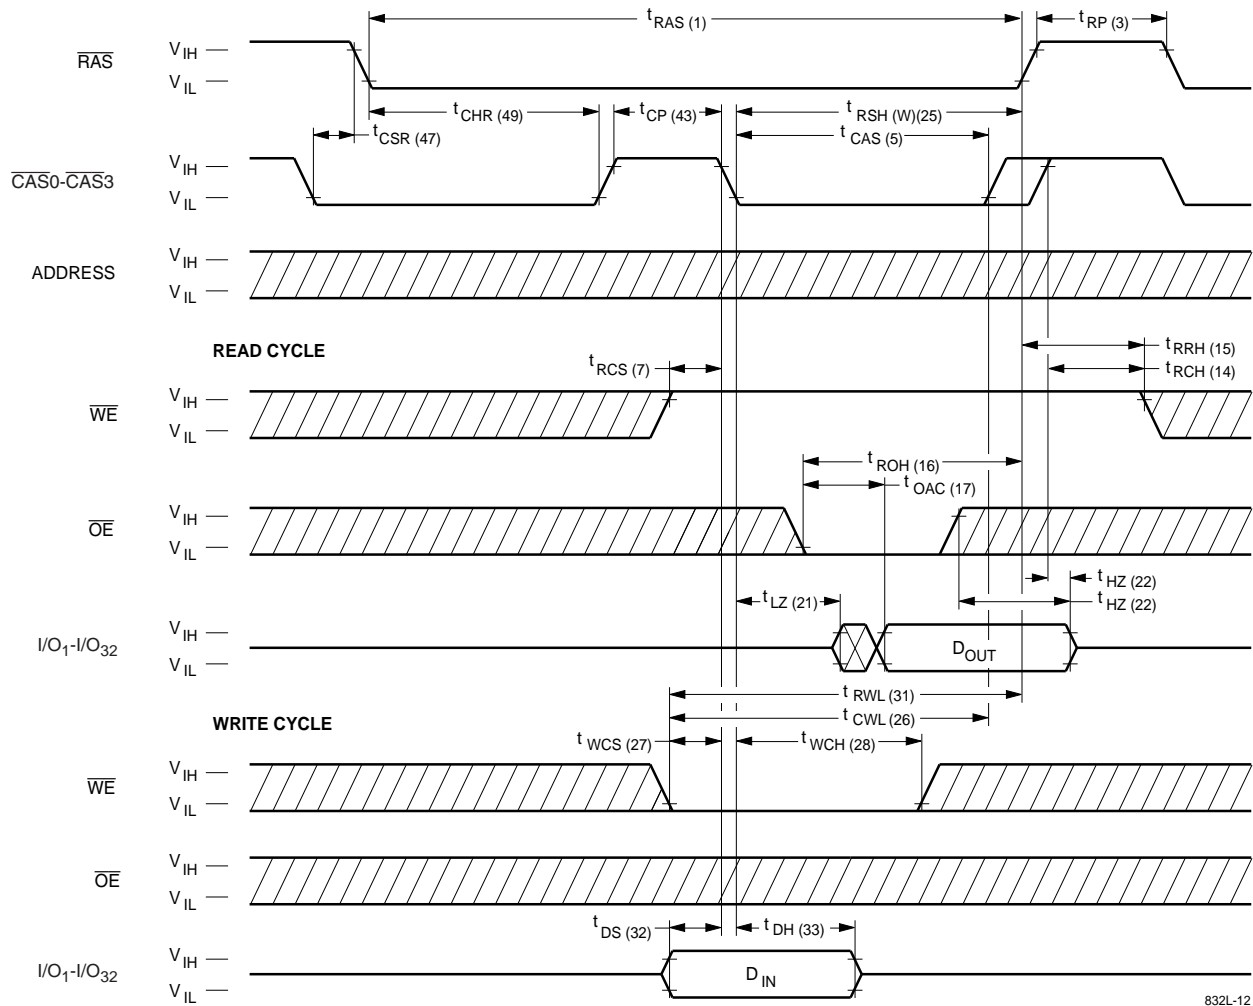 t RAS (1)
t RP (3)
RAS
V IH
V IL
t CHR (49)
t CP (43)
t RSH (W)(25)
t CSR (47)
t CAS (5)
CAS0-CAS3
V IH
V IL
ADDRESS
V IH
V IL
READ CYCLE
t RCS (7)
t RRH (15)
t RCH (14)
WE
V IH
V IL
t ROH (16)
t OAC (17)
OE
V IH
V IL
t LZ (21)
t HZ (22)
t HZ (22)
I/O1-I/O32
V IH
V IL
DOUT
t RWL (31)
WRITE CYCLE
t CWL (26)
t WCS (27)
t WCH (28)
WE
V IH
V IL
OE
V IH
V IL
t DS (32)
t DH (33)
I/O1-I/O32
V IH
V IL
D IN
832L-12